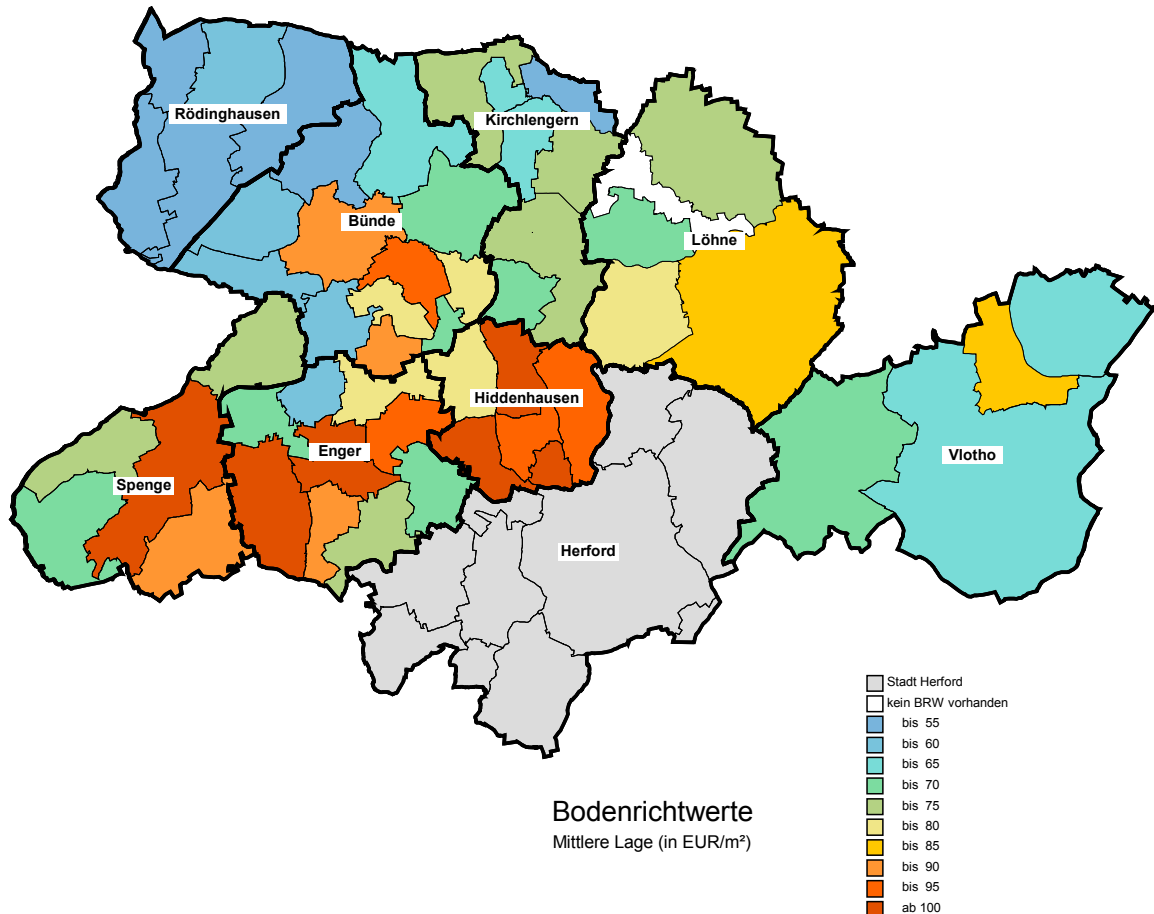 Rödinghausen
Kirchlengern
Bünde
Löhne
Hiddenhausen
Enger
Vlotho
Spenge
Herford
Stadt Herford
kein BRW vorhanden
bis 55
bis 60
bis 65
bis 70
bis 75
bis 80
bis 85
bis 90
bis 95
ab 100
Bodenrichtwerte
Mittlere Lage (in EUR/m²)